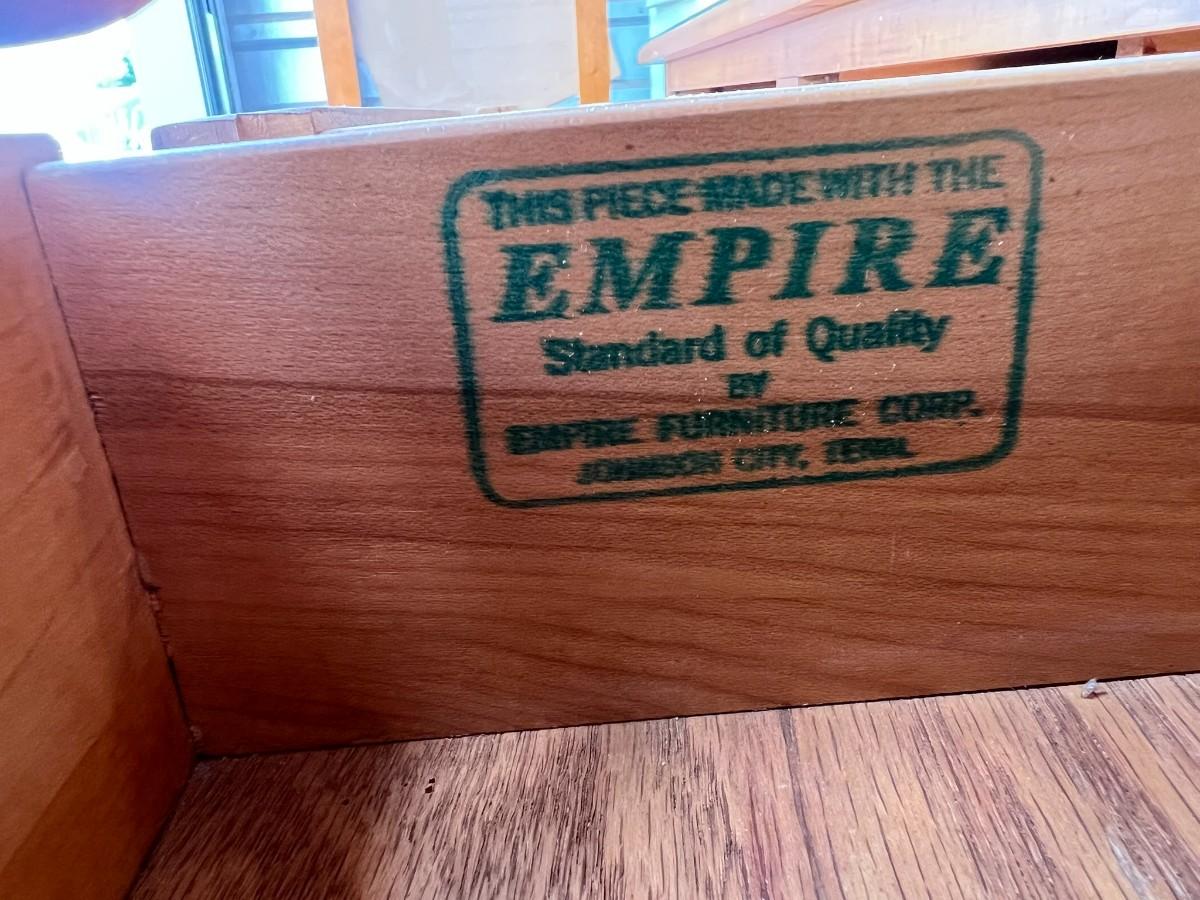 THIS PIECE MADE WITH THE
EMPIRE
Standard of Quality
BY
EMPIRE FURNITURE CORP.
JOHNSON CITY, TENN.